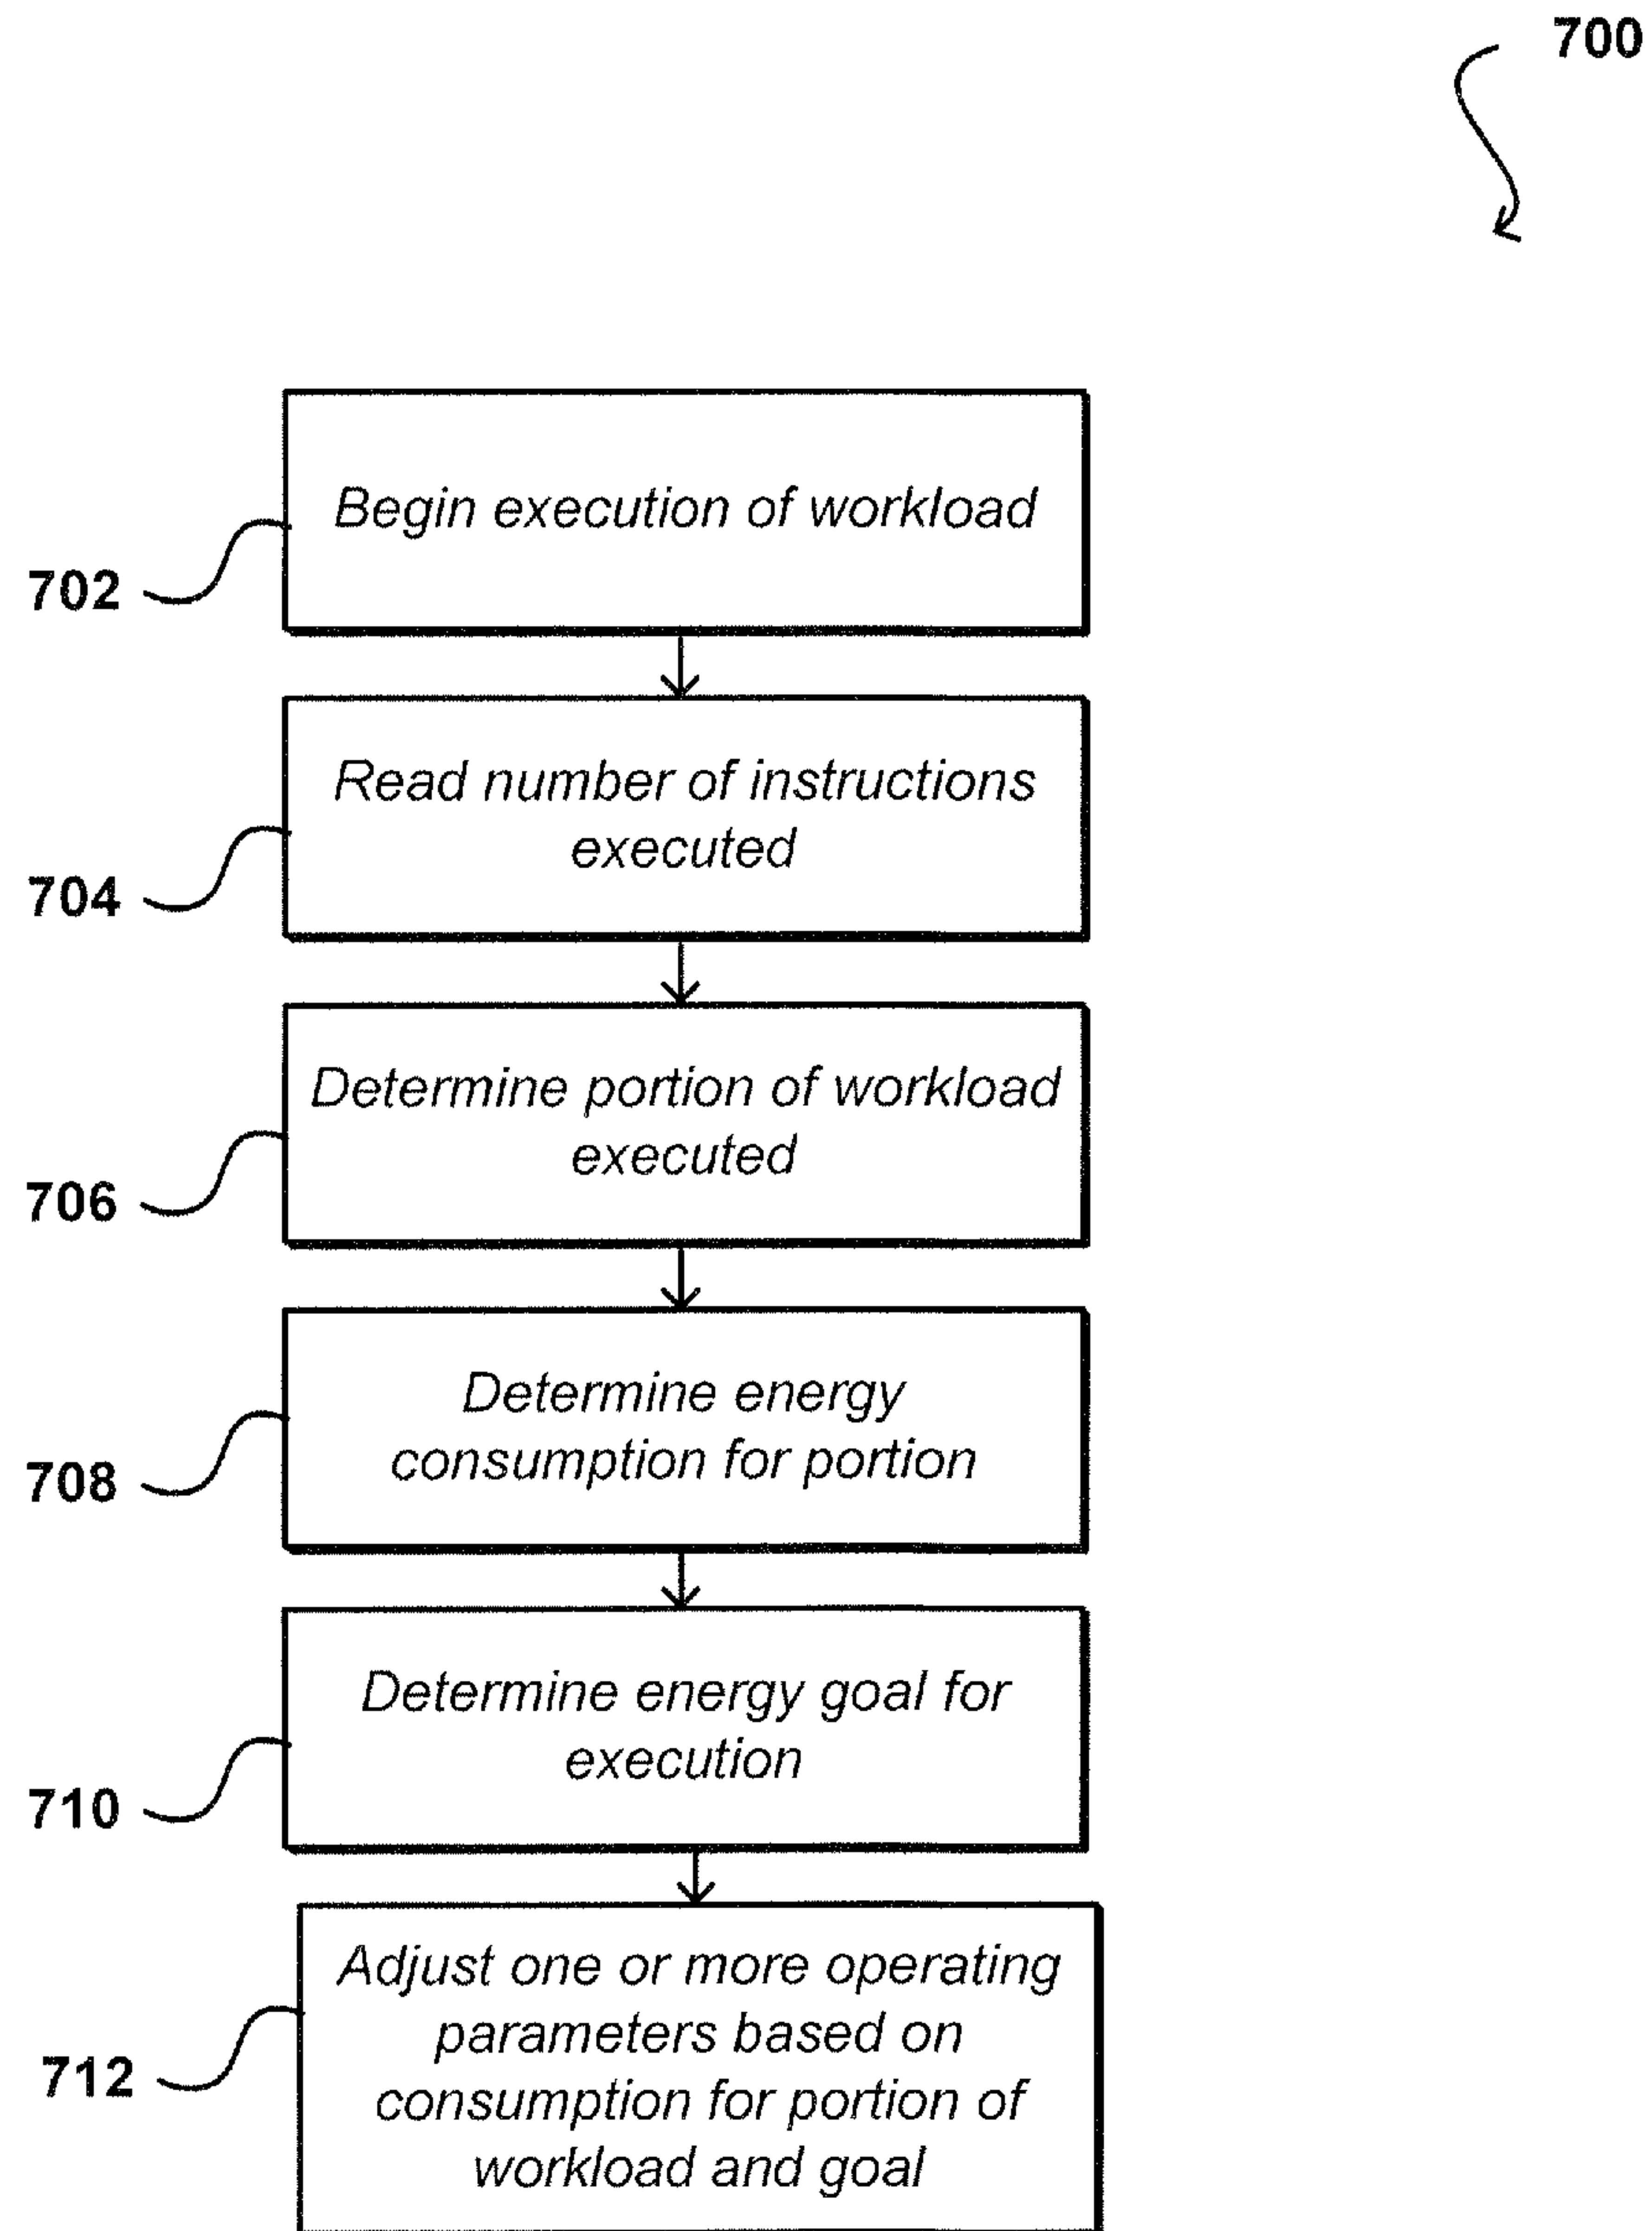 700
Begin execution of workload
702
Read number of instructions
executed
704
Determine portion of workload
executed
706
Determine energy
consumption for portion
708
Determine energy goal for
execution
710
Adjust one or more operating
parameters based on
consumption for portion of
workload and goal
712